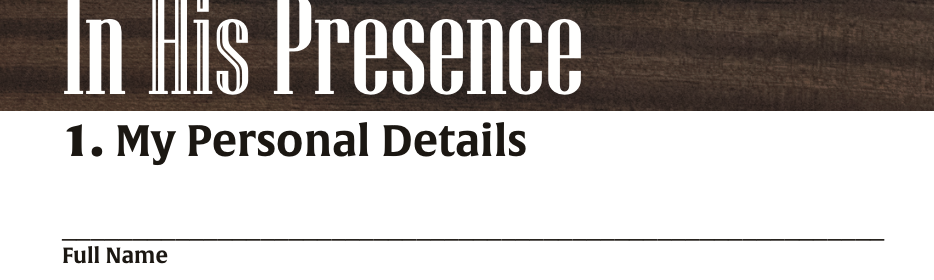 In His Presence
1. My Personal Details
Full Name